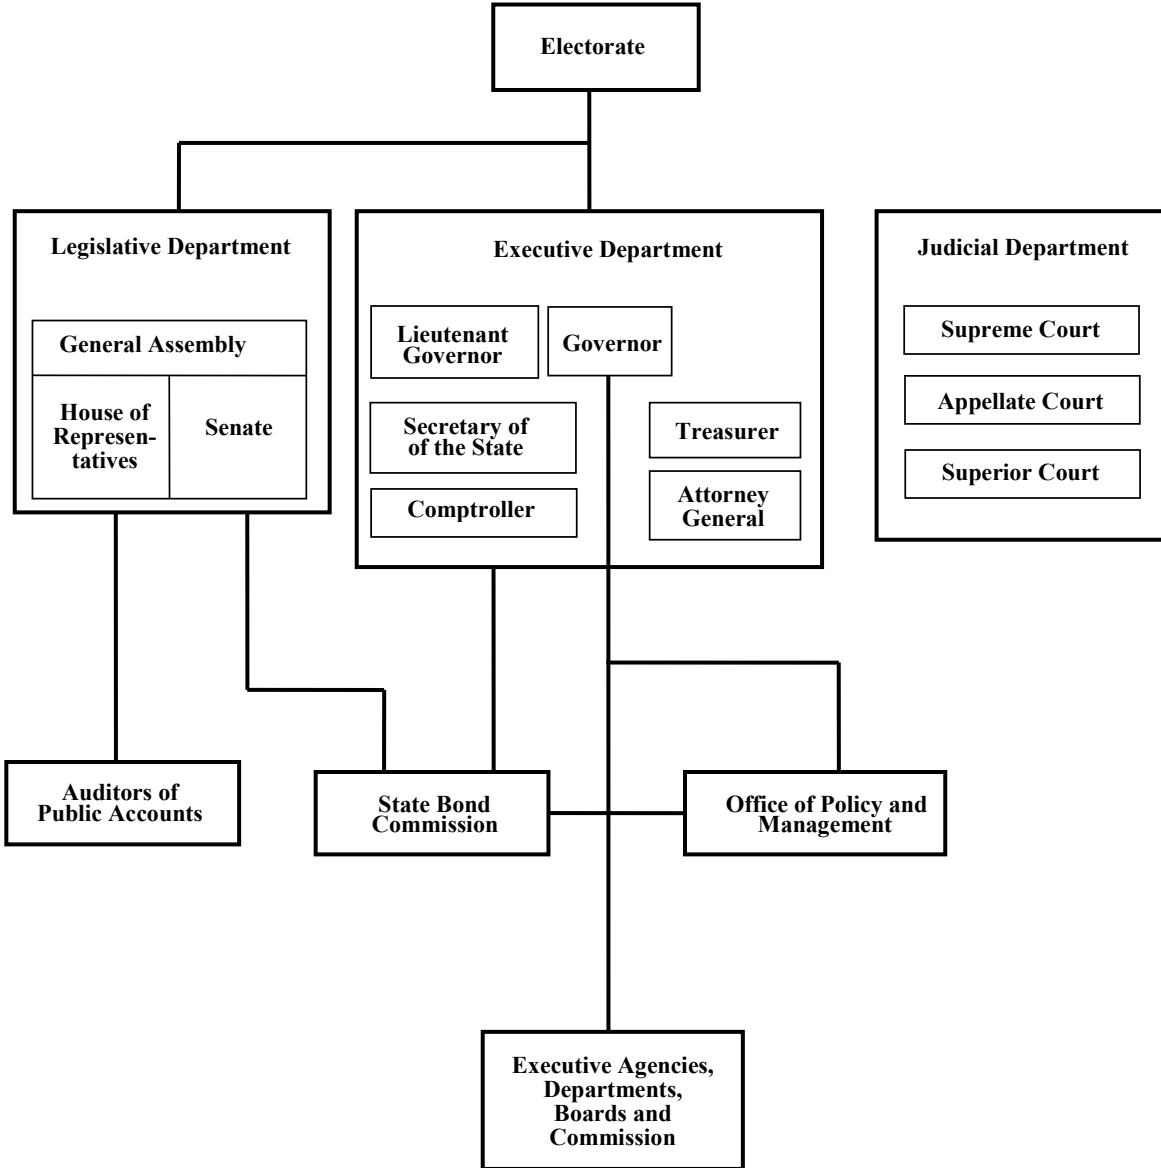 Electorate
Legislative Department
General Assembly
House of
Represen-
tatives
Senate
Executive Department
Lieutenant
Governor
Governor
Secretary of
of the State
Treasurer
Comptroller
Attorney
General
Judicial Department
Supreme Court
Appellate Court
Superior Court
Auditors of
Public Accounts
State Bond
Commission
Office of Policy and
Management
Executive Agencies,
Departments,
Boards and
Commission